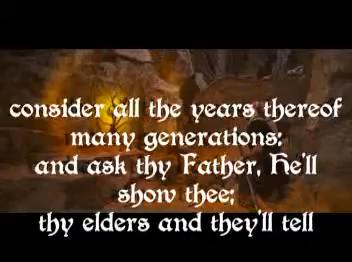 consider all the years thereof
many generations:
and ask thy Father, He'll
show thee;
thy elders and they'll tell